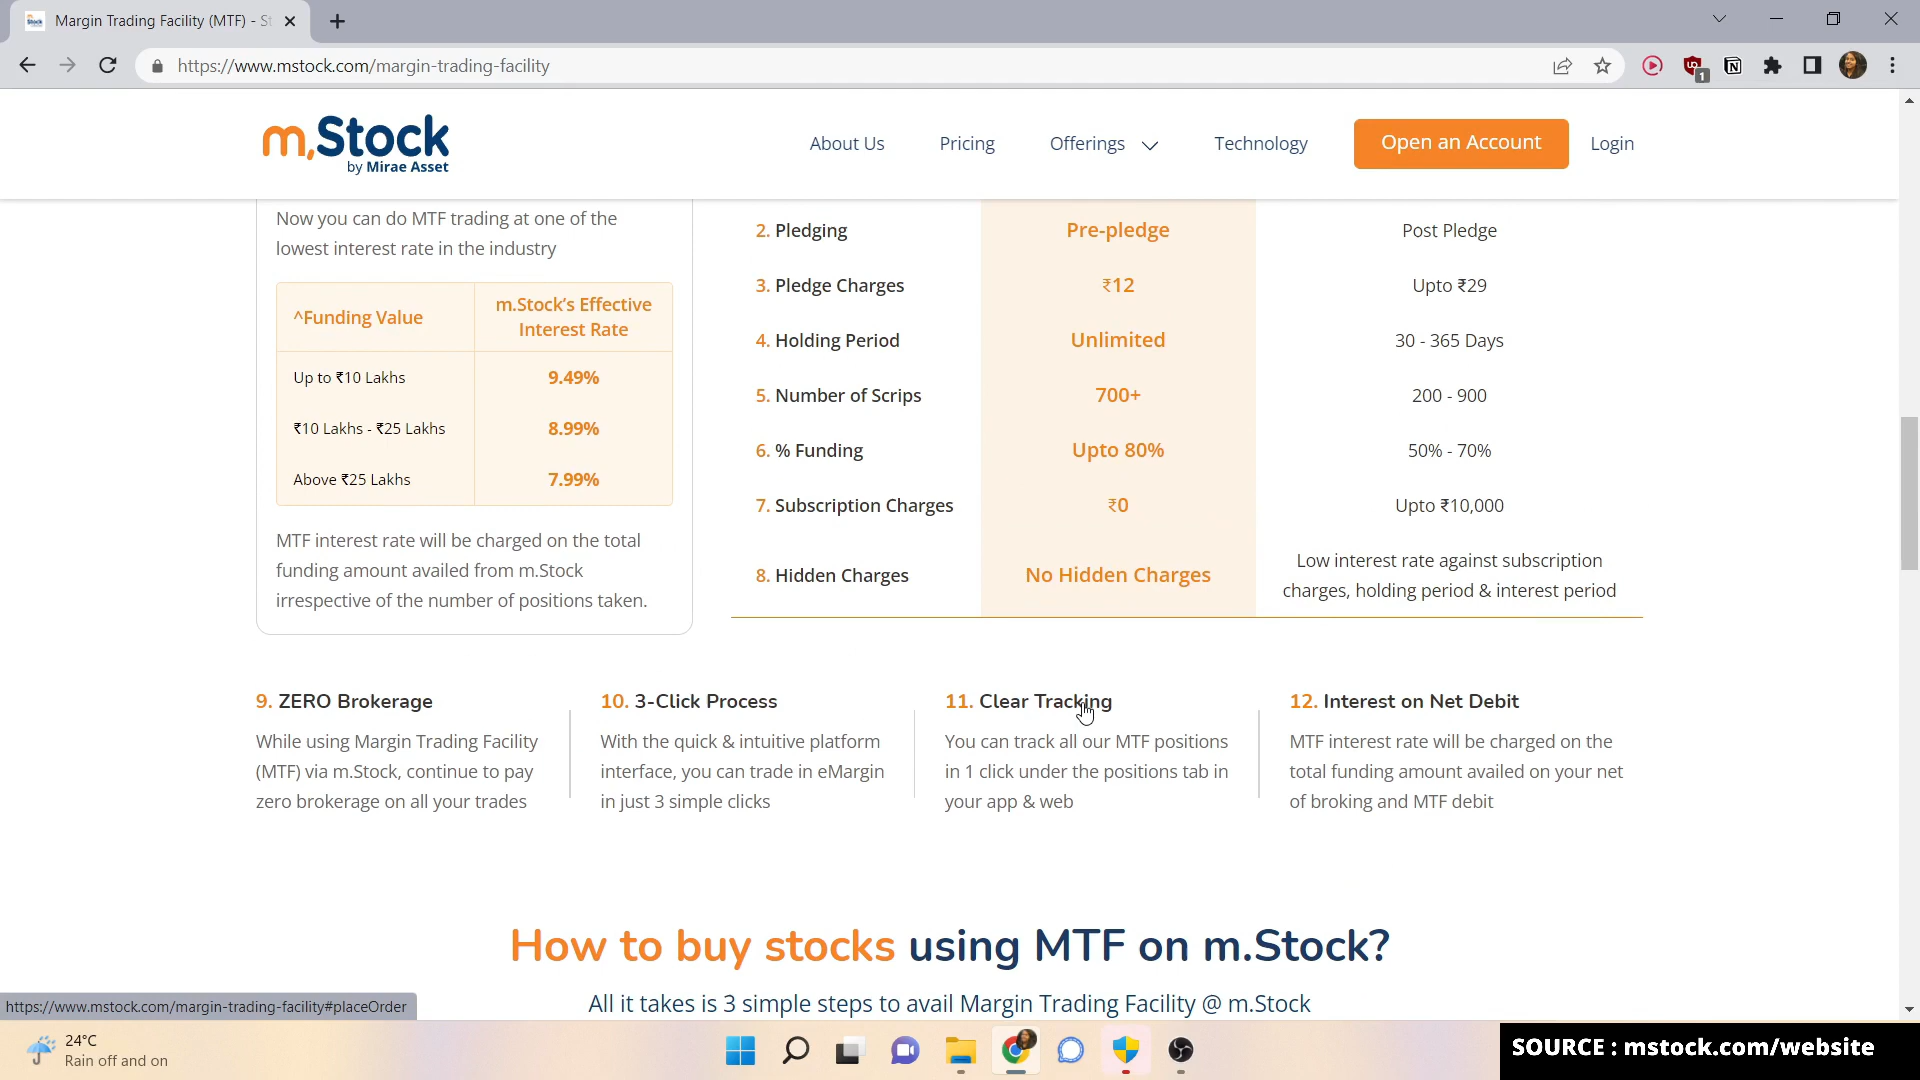 Margin Trading Facility (MTF) - St
https://www.mstock.com/margin-trading-facility
1
m.Stock
by Mirae Asset
About Us
Pricing
Offerings
Technology
Open an Account
Login
Now you can do MTF trading at one of the
lowest interest rate in the industry
^Funding Value
m.Stock’s Effective
Interest Rate
Up to ₹10 Lakhs
9.49%
₹10 Lakhs - ₹25 Lakhs
8.99%
Above ₹25 Lakhs
7.99%
MTF interest rate will be charged on the total
funding amount availed from m.Stock
irrespective of the number of positions taken.
2. Pledging
Pre-pledge
Post Pledge
3. Pledge Charges
₹12
Upto ₹29
4. Holding Period
Unlimited
30 - 365 Days
5. Number of Scrips
700+
200 - 900
6. % Funding
Upto 80%
50% - 70%
7. Subscription Charges
₹0
Upto ₹10,000
8. Hidden Charges
No Hidden Charges
Low interest rate against subscription
charges, holding period & interest period
9. ZERO Brokerage
While using Margin Trading Facility
(MTF) via m.Stock, continue to pay
zero brokerage on all your trades
10. 3-Click Process
With the quick & intuitive platform
interface, you can trade in eMargin
in just 3 simple clicks
11. Clear Tracking
You can track all our MTF positions
in 1 click under the positions tab in
your app & web
12. Interest on Net Debit
MTF interest rate will be charged on the
total funding amount availed on your net
of broking and MTF debit
How to buy stocks using MTF on m.Stock?
All it takes is 3 simple steps to avail Margin Trading Facility @ m.Stock
https://www.mstock.com/margin-trading-facility#placeOrder
24°C
Rain off and on
SOURCE : mstock.com/website